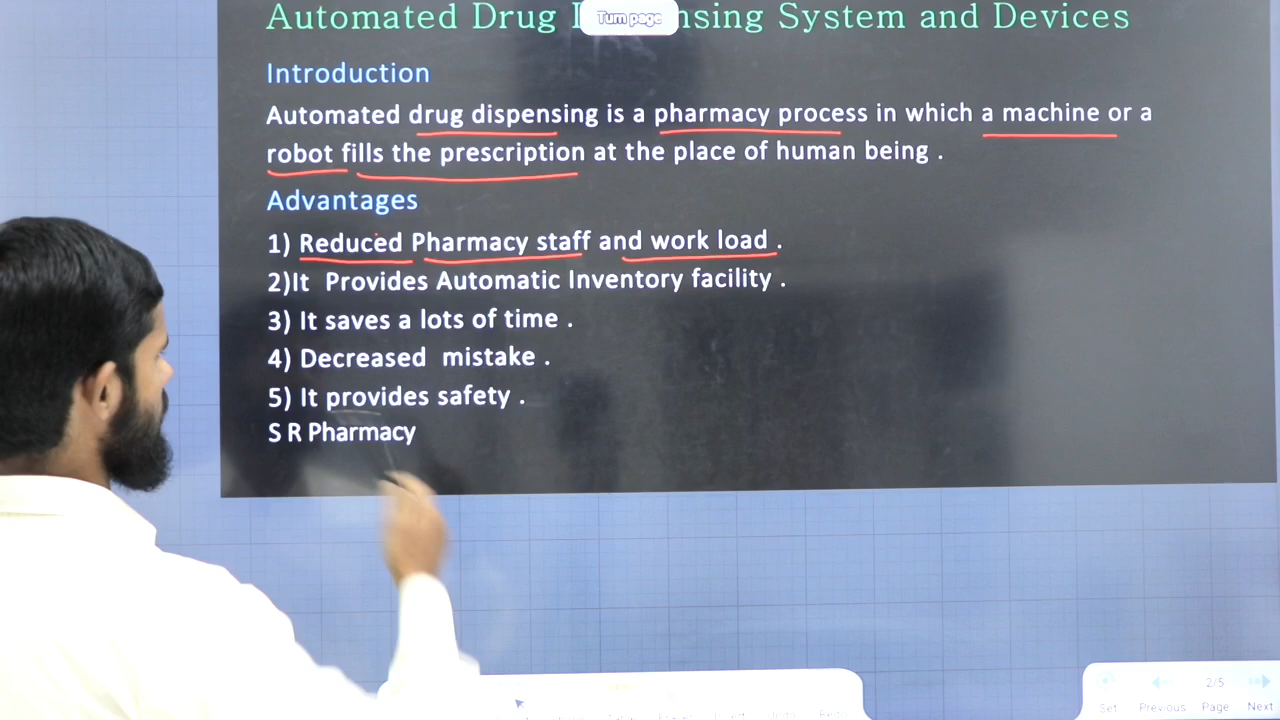 Automated Drug nsing System and Devices
Turn page
Introduction
Automated drug dispensing is a pharmacy process in which a machine or a
robot fills the prescription at the place of human being .
Advantages
1) Reduced Pharmacy staff and work load .
2)It Provides Automatic Inventory facility .
3) It saves a lots of time .
4) Decreased mistake .
5) It provides safety .
S R Pharmacy
2/5
Set Previous Page Next